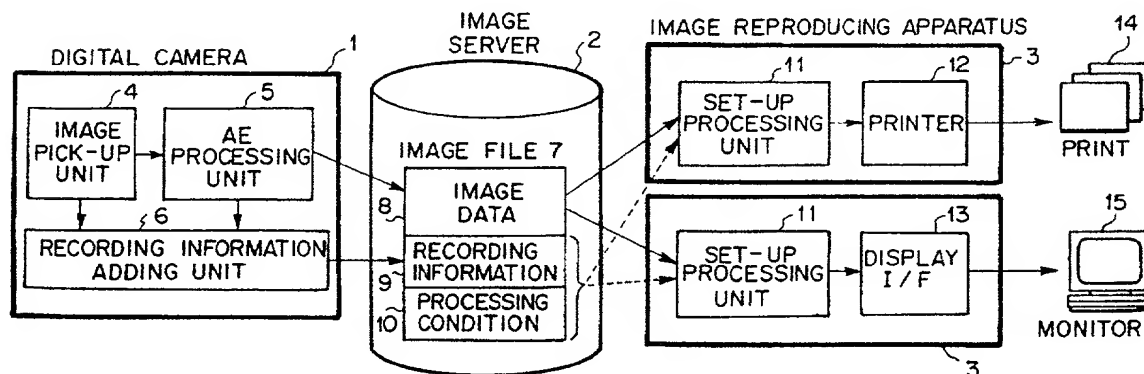 DIGITAL CAMERA
1
4
IMAGE
PICK-UP
UNIT
5
AE
PROCESSING
UNIT
6
RECORDING INFORMATION
ADDING UNIT
IMAGE
SERVER
2
IMAGE FILE 7
IMAGE
DATA
8
RECORDING
INFORMATION
9
PROCESSING
CONDITION
10
IMAGE REPRODUCING APPARATUS
3
11
SET-UP
PROCESSING
UNIT
12
PRINTER
14
PRINT
11
SET-UP
PROCESSING
UNIT
13
DISPLAY
I/F
15
MONITOR
3